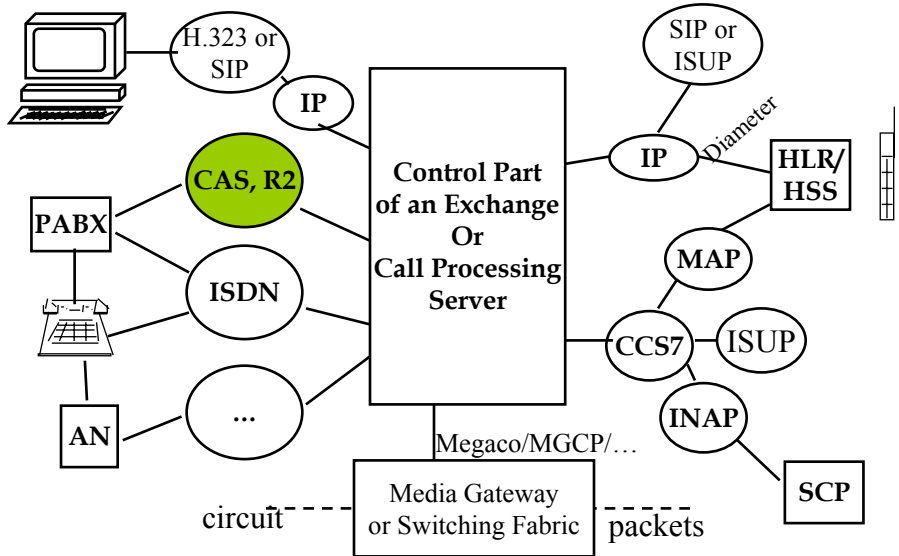 H.323 or
SIP
IP
CAS, R2
PABX
ISDN
AN
...
Control Part
of an Exchange
Or
Call Processing
Server
SIP or
ISUP
IP
Diameter
HLR/
HSS
MAP
CCS7
ISUP
INAP
SCP
Megaco/MGCP/…
Media Gateway
or Switching Fabric
circuit
packets